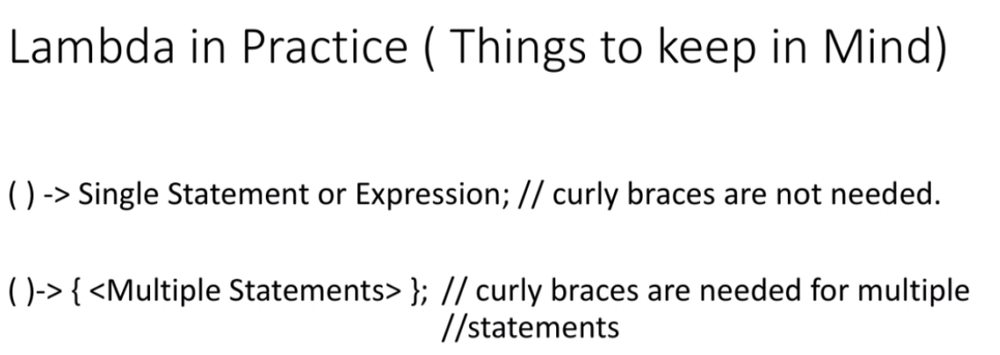 Lambda in Practice ( Things to keep in Mind)
( ) -> Single Statement or Expression; // curly braces are not needed.
( )-> { <Multiple Statements> }; // curly braces are needed for multiple
//statements